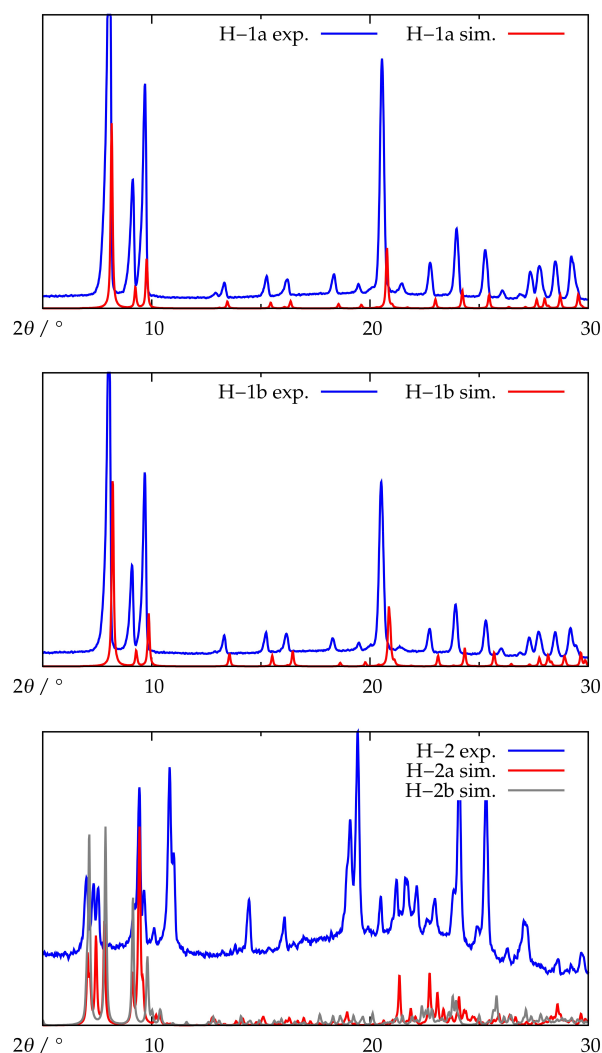 H−1a exp. H−1a sim.
2θ / ° 10 20 30
H−1b exp. H−1b sim.
2θ / ° 10 20 30
H−2 exp.
H−2a sim.
H−2b sim.
2θ / ° 10 20 30